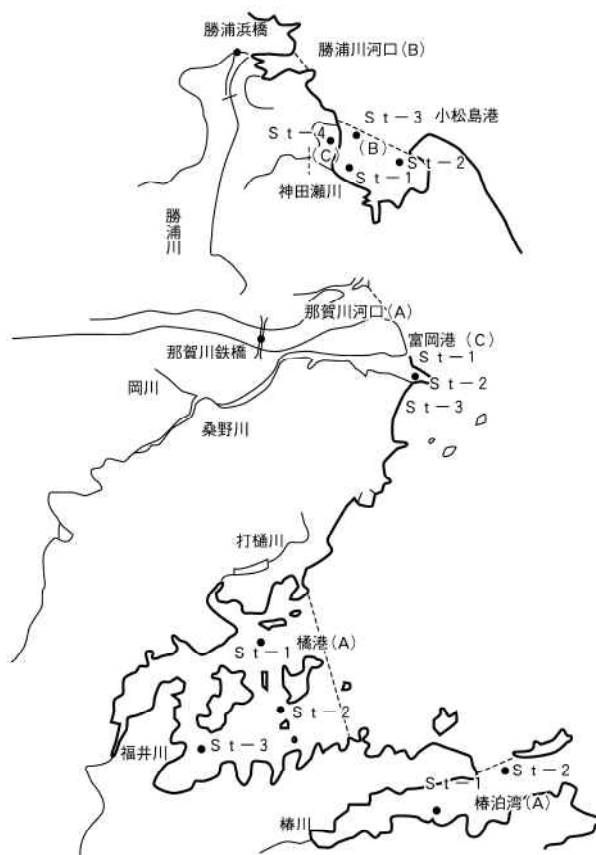 勝浦浜橋
勝浦川河口(B)
St-3 小松島港
St-4
(B)
(C)
St-2
St-1
神田瀬川
勝浦川
那賀川河口(A)
富岡港(C)
那賀川鉄橋
St-1
岡川
St-2
St-3
桑野川
打樋川
橘港(A)
St-1
St-2
福井川
St-3
St-1
St-2
椿泊湾(A)
椿川